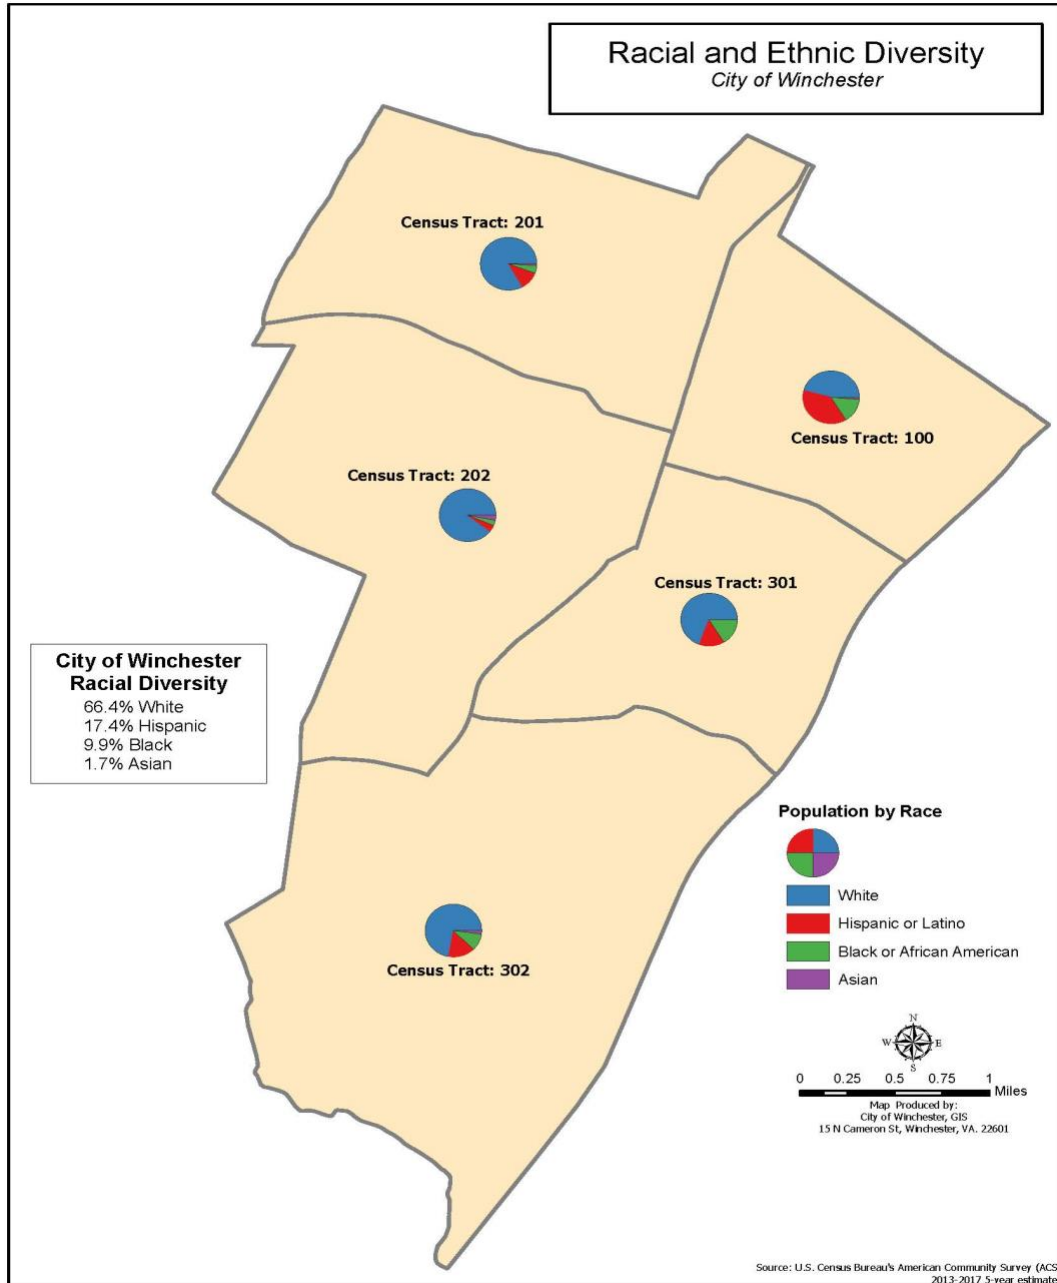 Racial and Ethnic Diversity
City of Winchester
Census Tract: 201
Census Tract: 100
Census Tract: 202
Census Tract: 301
City of Winchester
Racial Diversity
66.4% White
17.4% Hispanic
9.9% Black
1.7% Asian
Census Tract: 302
Population by Race
White
Hispanic or Latino
Black or African American
Asian
N
W E
S
0 0.25 0.5 0.75 1
Miles
Map Produced by:
City of Winchester, GIS
15 N Cameron St, Winchester, VA. 22601
Source: U.S. Census Bureau's American Community Survey (ACS
2013-2017 5-year estimate